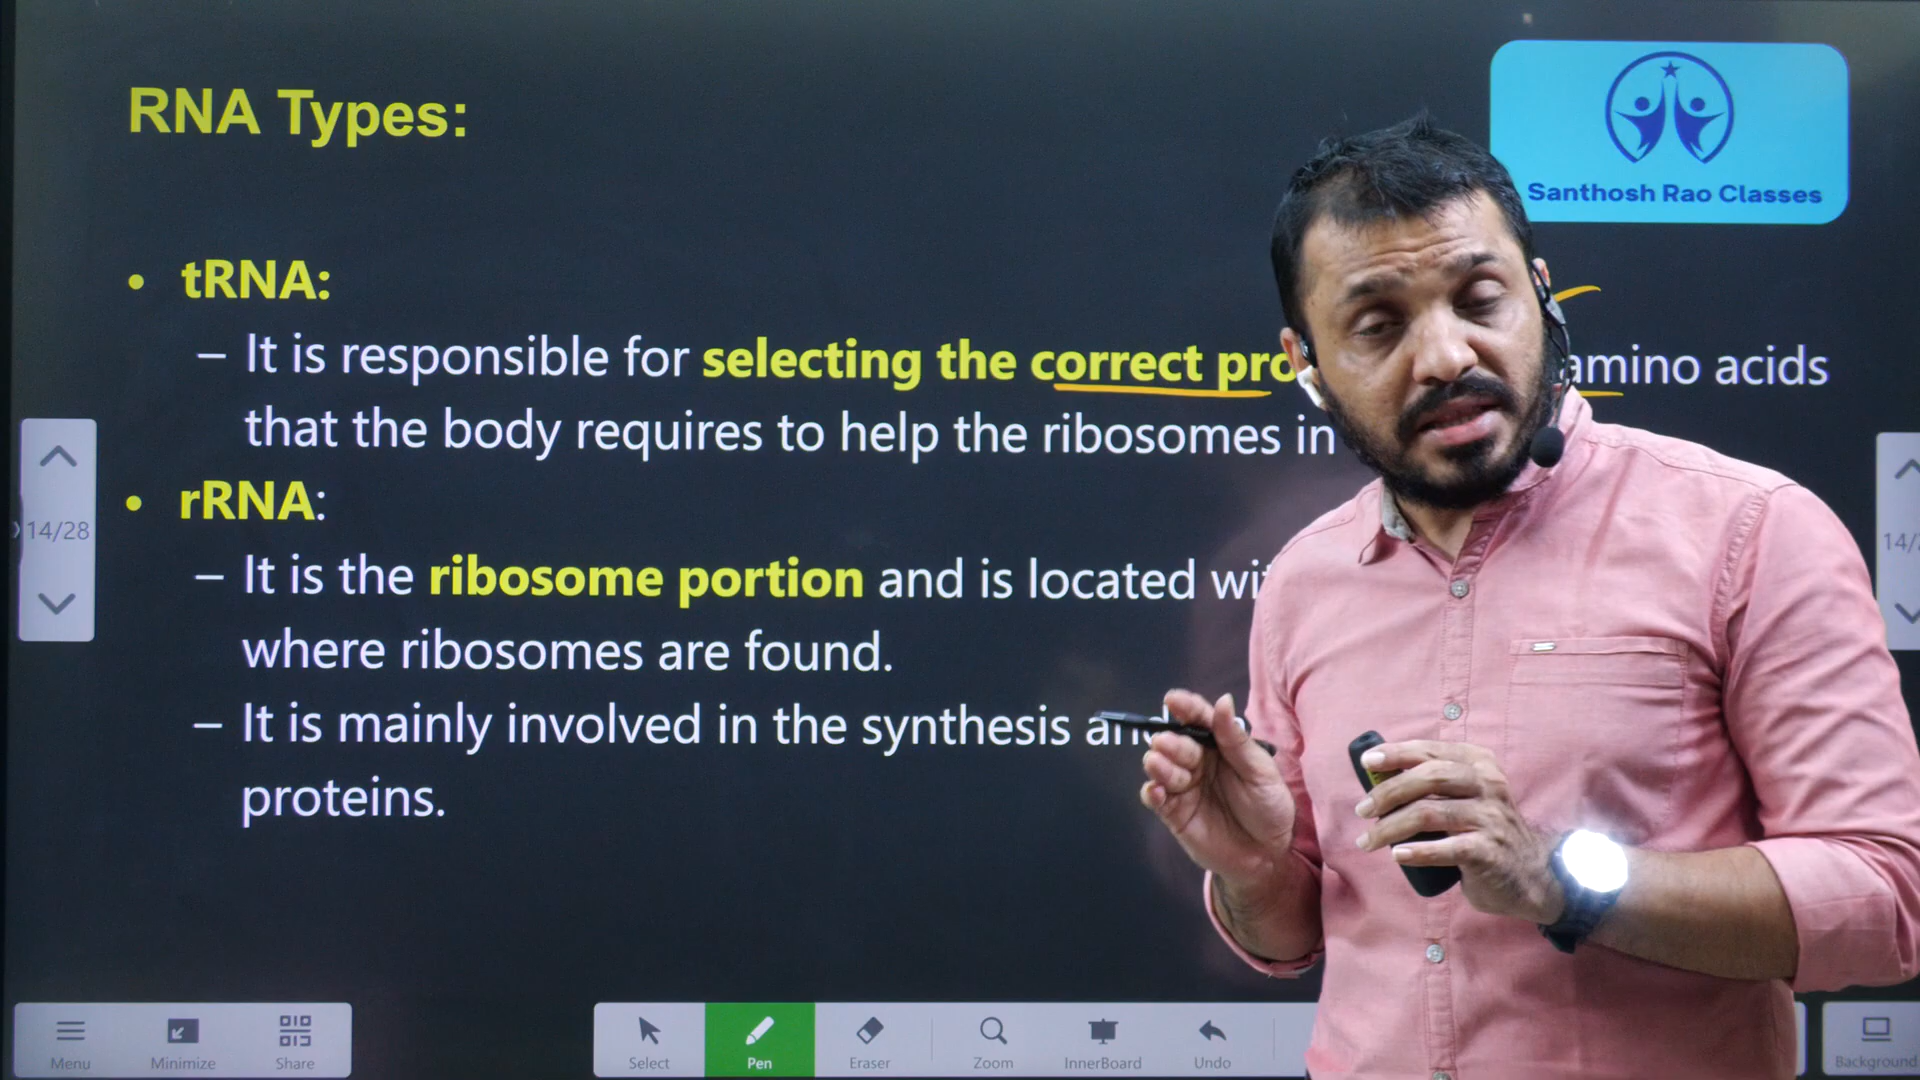 RNA Types:
Santhosh Rao Classes
• tRNA:
– It is responsible for selecting the correct amino acids
that the body requires to help the ribosomes in
• rRNA:
– It is the ribosome portion and is located
where ribosomes are found.
– It is mainly involved in the synthesis
proteins.
14/28
Menu
Minimize
Share
Select
Pen
Eraser
Zoom
InnerBoard
Undo
Background